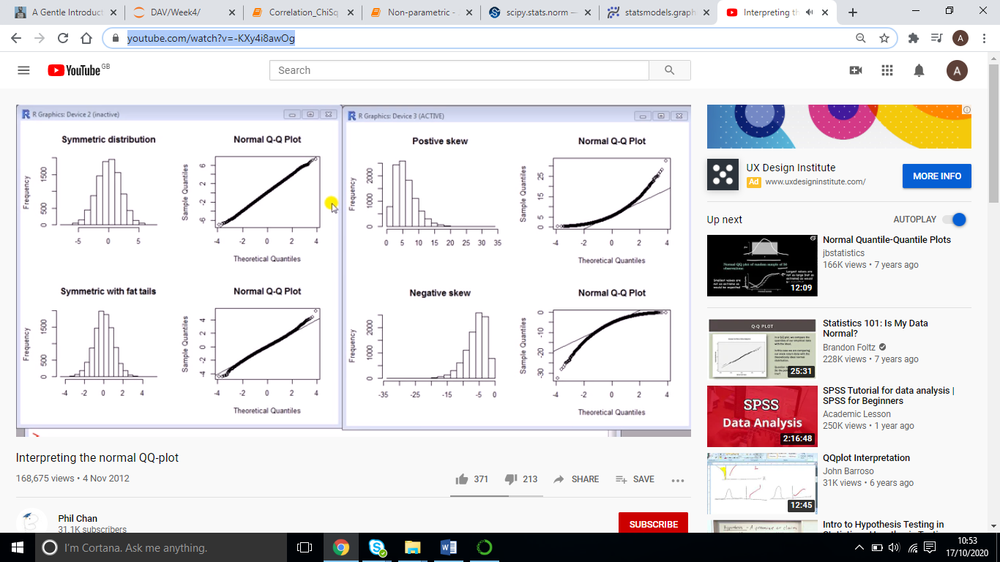 A Gentle Introduct
DAV/Week4/
Correlation_ChiSq
Non-parametric -
scipy.stats.norm —
statsmodels.graph
Interpreting th
youtube.com/watch?v=-KXy4i8awOg
A
YouTube GB
Search
A
R Graphics: Device 2 (inactive)
Symmetric distribution
Frequency
0 500 1500
-5 0 5
Normal Q-Q Plot
Sample Quantiles
-6 -2 2 6
-4 -2 0 2 4
Theoretical Quantiles
Symmetric with fat tails
Frequency
0 500 1500
-4 -2 0 2 4
Normal Q-Q Plot
Sample Quantiles
-4 -2 0 2 4
-4 -2 0 2 4
Theoretical Quantiles
R Graphics: Device 3 (ACTIVE)
Postive skew
Frequency
0 1000 2000
0 5 10 15 20 25 30 35
Normal Q-Q Plot
Sample Quantiles
0 5 15 25
-4 -2 0 2 4
Theoretical Quantiles
Negative skew
Frequency
0 1000 2500
-35 -25 -15 -5 0
Normal Q-Q Plot
Sample Quantiles
-30 -20 -10 0
-4 -2 0 2 4
Theoretical Quantiles
Interpreting the normal QQ-plot
168,675 views • 4 Nov 2012
371
213
SHARE
SAVE
Phil Chan
31.1K subscribers
SUBSCRIBE
UX Design Institute
Ad www.uxdesigninstitute.com/
MORE INFO
Up next
AUTOPLAY
12:09
Normal Quantile-Quantile Plots
jbstatistics
166K views • 7 years ago
Q-Q PLOT
25:31
Statistics 101: Is My Data
Normal?
Brandon Foltz
228K views • 7 years ago
SPSS
Data Analysis
2:16:48
SPSS Tutorial for data analysis |
SPSS for Beginners
Academic Lesson
250K views • 1 year ago
12:45
QQplot Interpretation
John Barroso
31K views • 6 years ago
Intro to Hypothesis Testing in
I'm Cortana. Ask me anything.
10:53
17/10/2020